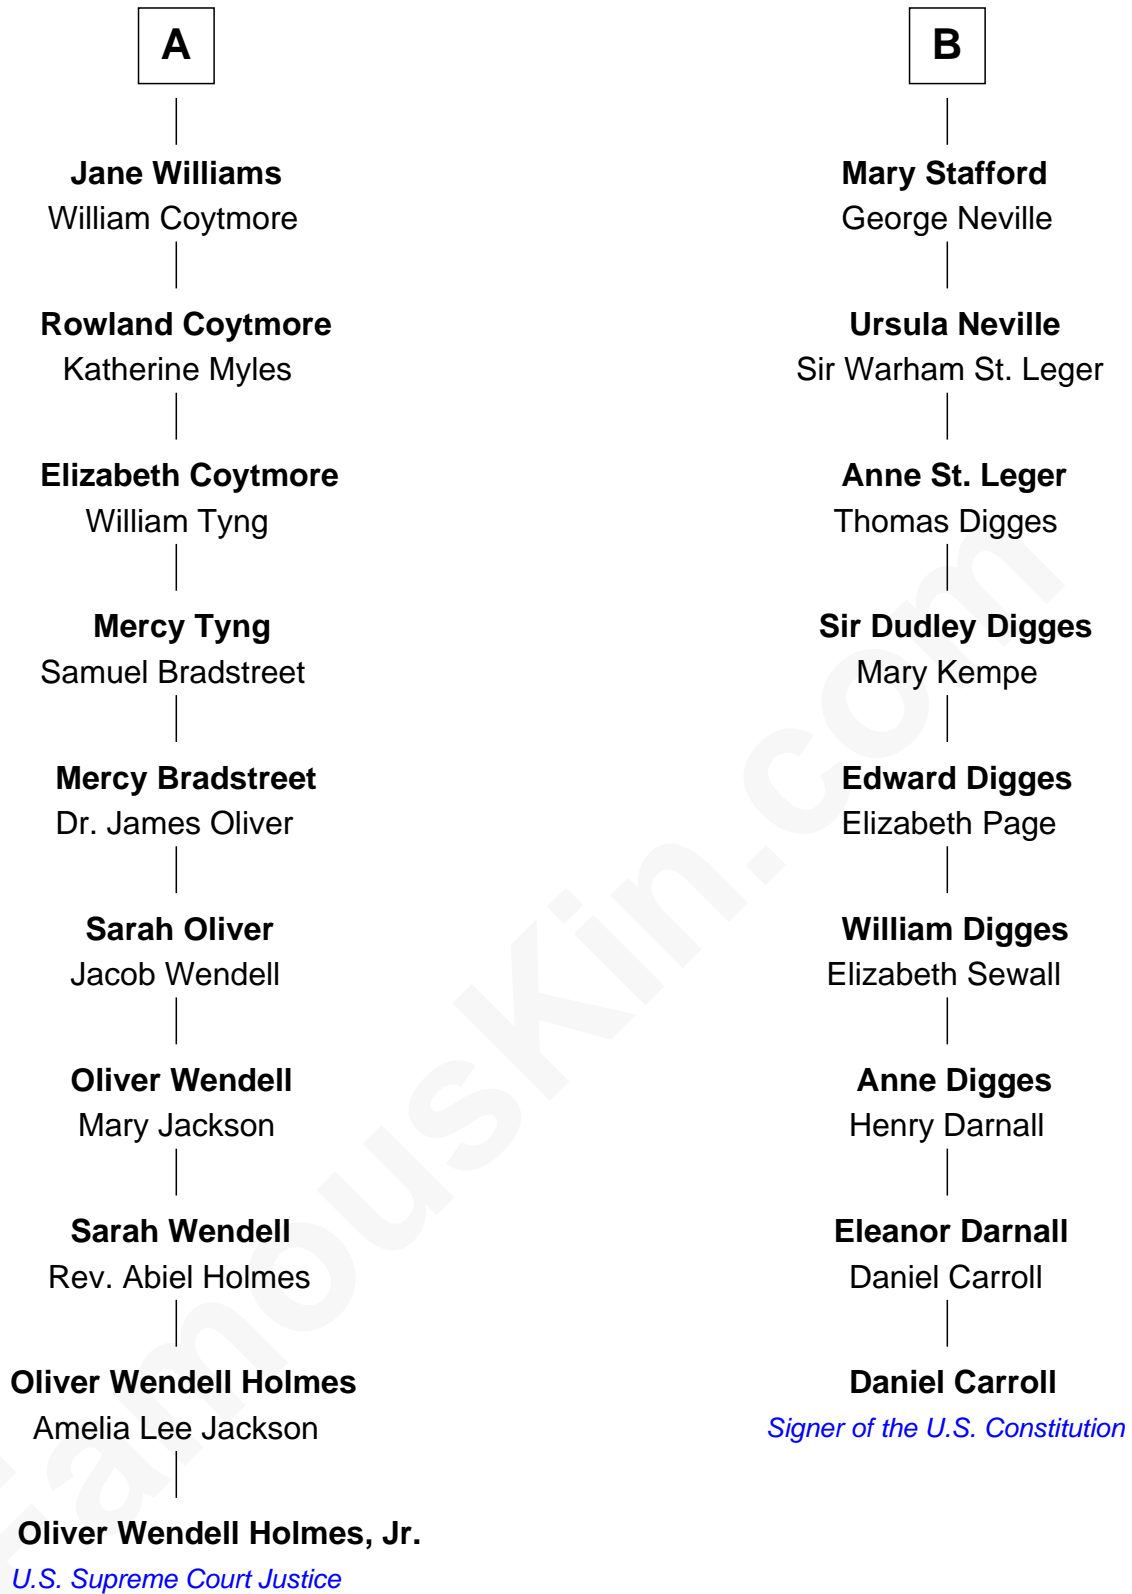 A
Jane Williams
William Coytmore
Rowland Coytmore
Katherine Myles
Elizabeth Coytmore
William Tyng
Mercy Tyng
Samuel Bradstreet
Mercy Bradstreet
Dr. James Oliver
Sarah Oliver
Jacob Wendell
Oliver Wendell
Mary Jackson
Sarah Wendell
Rev. Abiel Holmes
Oliver Wendell Holmes
Amelia Lee Jackson
Oliver Wendell Holmes, Jr.
U.S. Supreme Court Justice
B
Mary Stafford
George Neville
Ursula Neville
Sir Warham St. Leger
Anne St. Leger
Thomas Digges
Sir Dudley Digges
Mary Kempe
Edward Digges
Elizabeth Page
William Digges
Elizabeth Sewall
Anne Digges
Henry Darnall
Eleanor Darnall
Daniel Carroll
Daniel Carroll
Signer of the U.S. Constitution
FamousKin.com